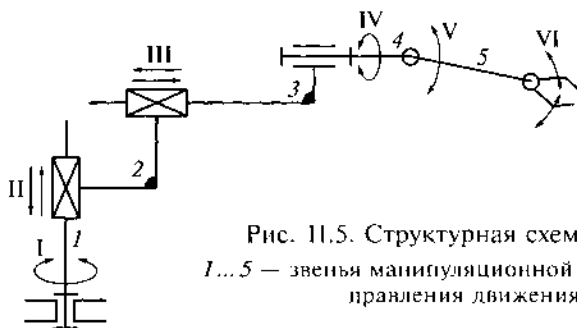 IV
V
4
5
VI
III
3
2
II
1
I
Рис. 11.5. Структурная схем
1...5 — звенья манипуляционной
правления движения